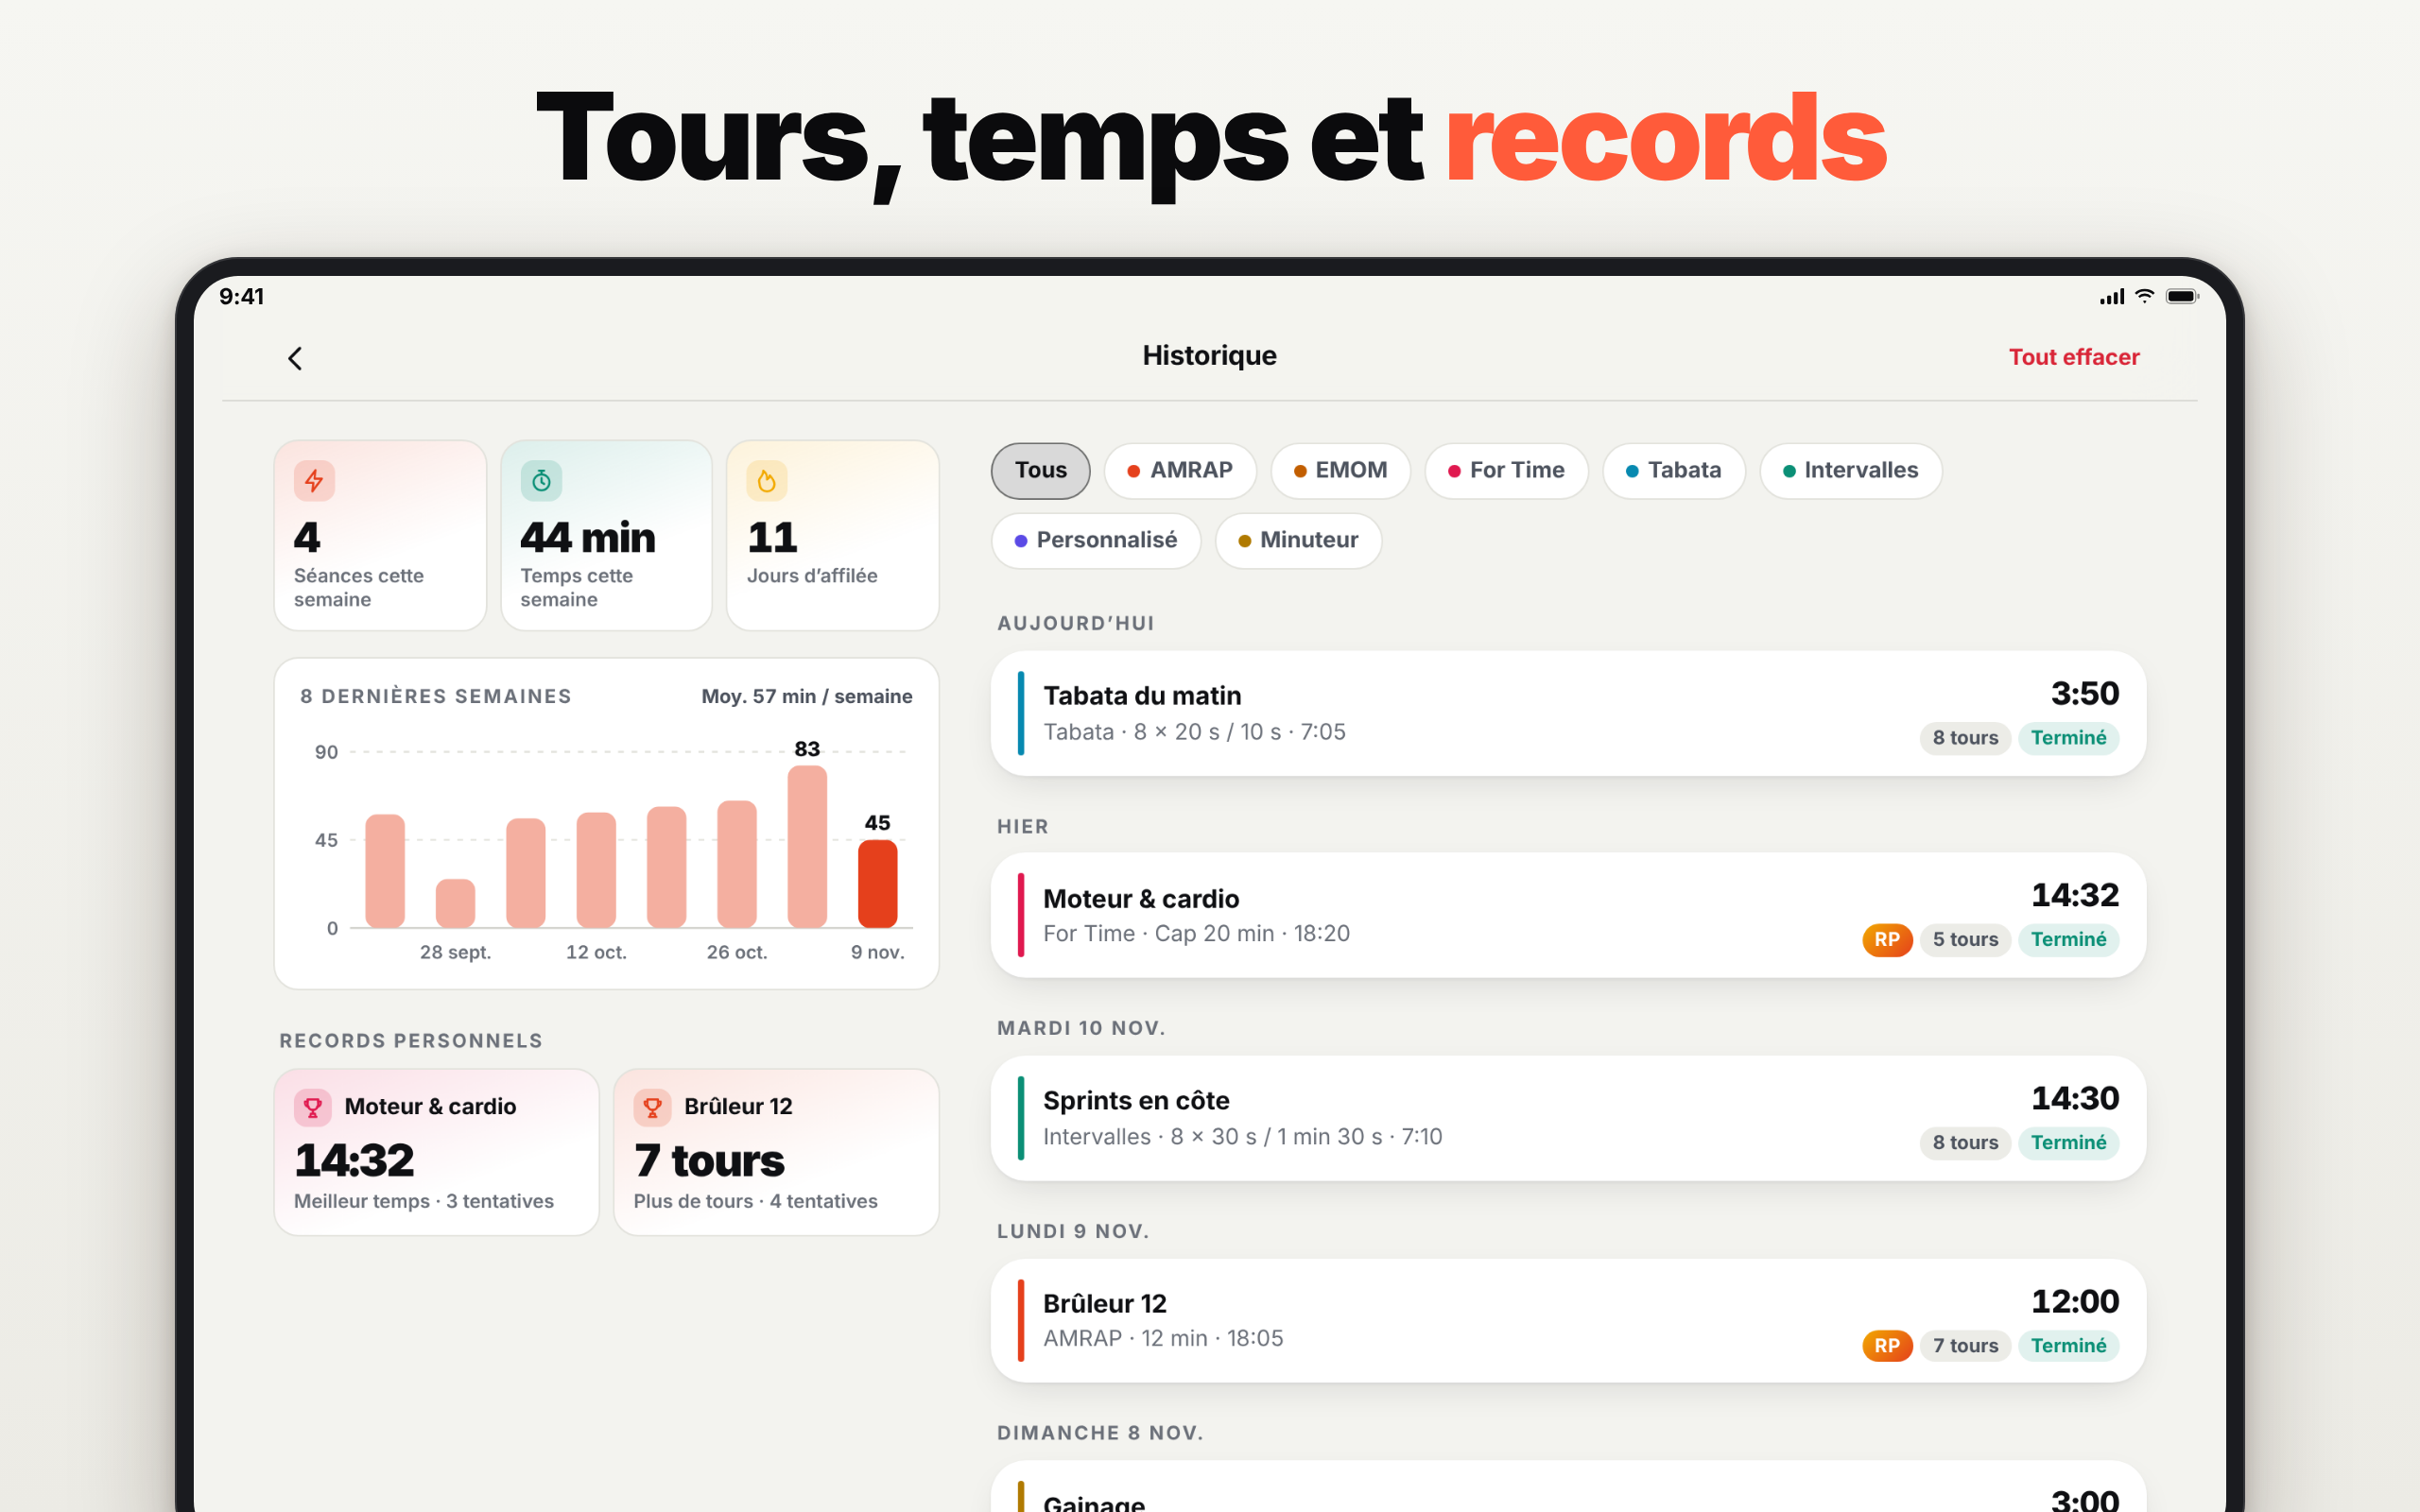 Tours, temps et records
9:41
Historique
Tout effacer
4
Séances cette
semaine
44 min
Temps cette
semaine
11
Jours d’affilée
8 DERNIÈRES SEMAINES
Moy. 57 min / semaine
90
45
0
83
45
28 sept.
12 oct.
26 oct.
9 nov.
RECORDS PERSONNELS
Moteur & cardio
14:32
Meilleur temps · 3 tentatives
Brûleur 12
7 tours
Plus de tours · 4 tentatives
Tous
AMRAP
EMOM
For Time
Tabata
Intervalles
Personnalisé
Minuteur
AUJOURD’HUI
Tabata du matin
3:50
Tabata · 8 × 20 s / 10 s · 7:05
8 tours
Terminé
HIER
Moteur & cardio
14:32
For Time · Cap 20 min · 18:20
RP
5 tours
Terminé
MARDI 10 NOV.
Sprints en côte
14:30
Intervalles · 8 × 30 s / 1 min 30 s · 7:10
8 tours
Terminé
LUNDI 9 NOV.
Brûleur 12
12:00
AMRAP · 12 min · 18:05
RP
7 tours
Terminé
DIMANCHE 8 NOV.
Gainage
3:00